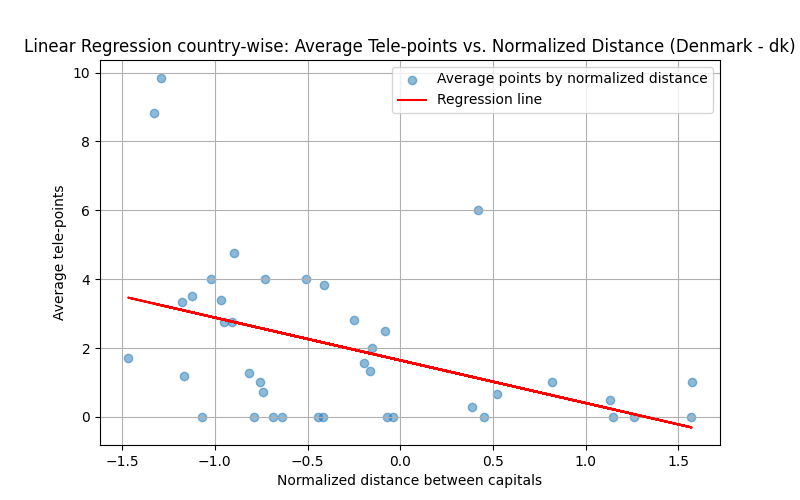 Linear Regression country-wise: Average Tele-points vs. Normalized Distance (Denmark - dk)
Average points by normalized distance
Regression line
10
8
6
4
2
0
Average tele-points
−1.5 −1.0 −0.5 0.0 0.5 1.0 1.5
Normalized distance between capitals